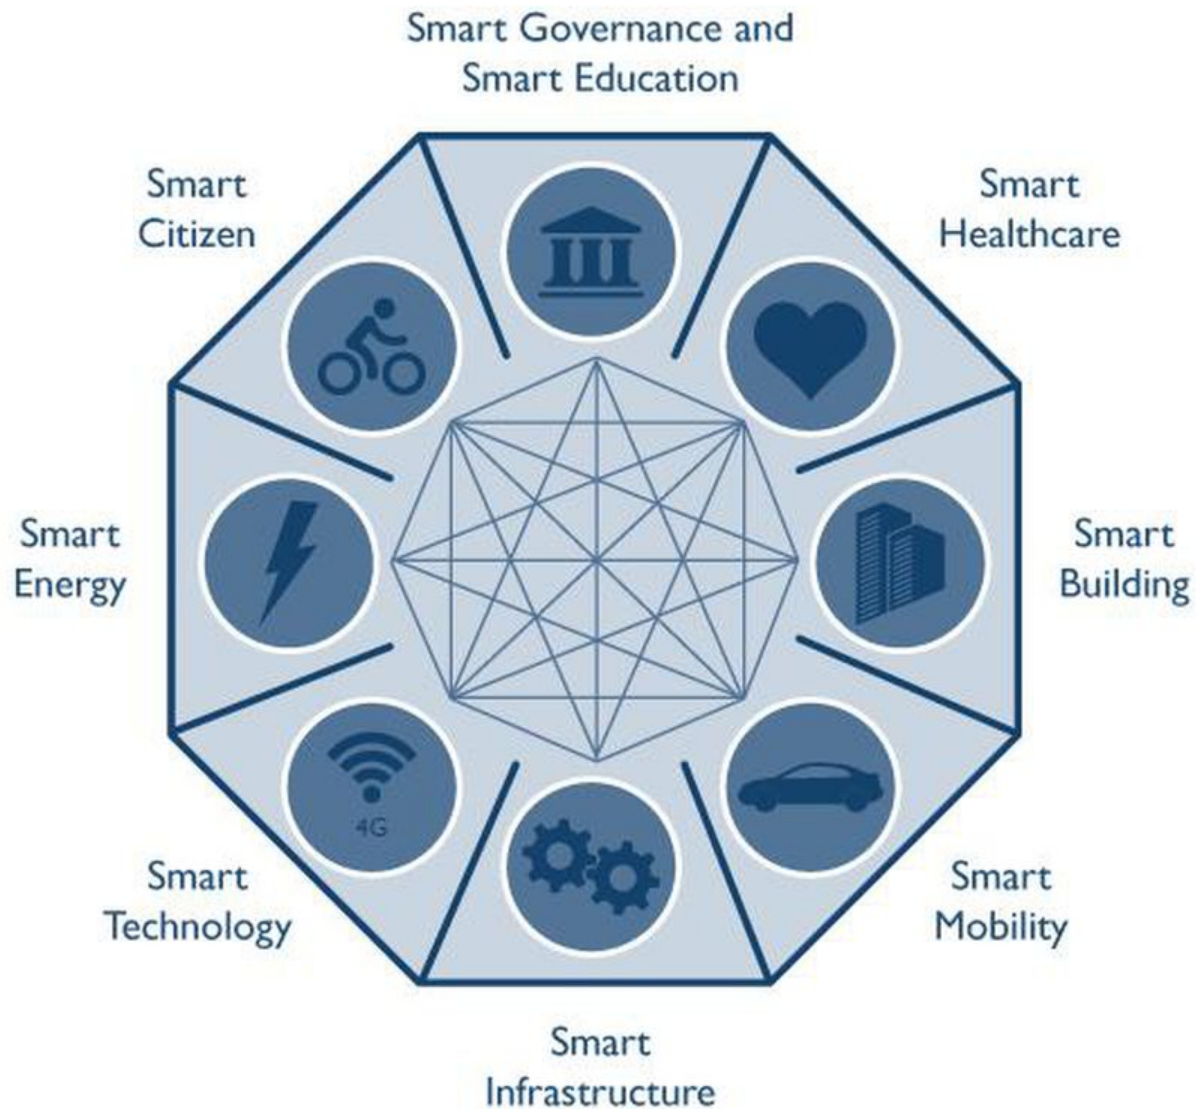 Smart Governance and
Smart Education
Smart
Citizen
Smart
Healthcare
Smart
Energy
Smart
Building
4G
Smart
Technology
Smart
Mobility
Smart
Infrastructure